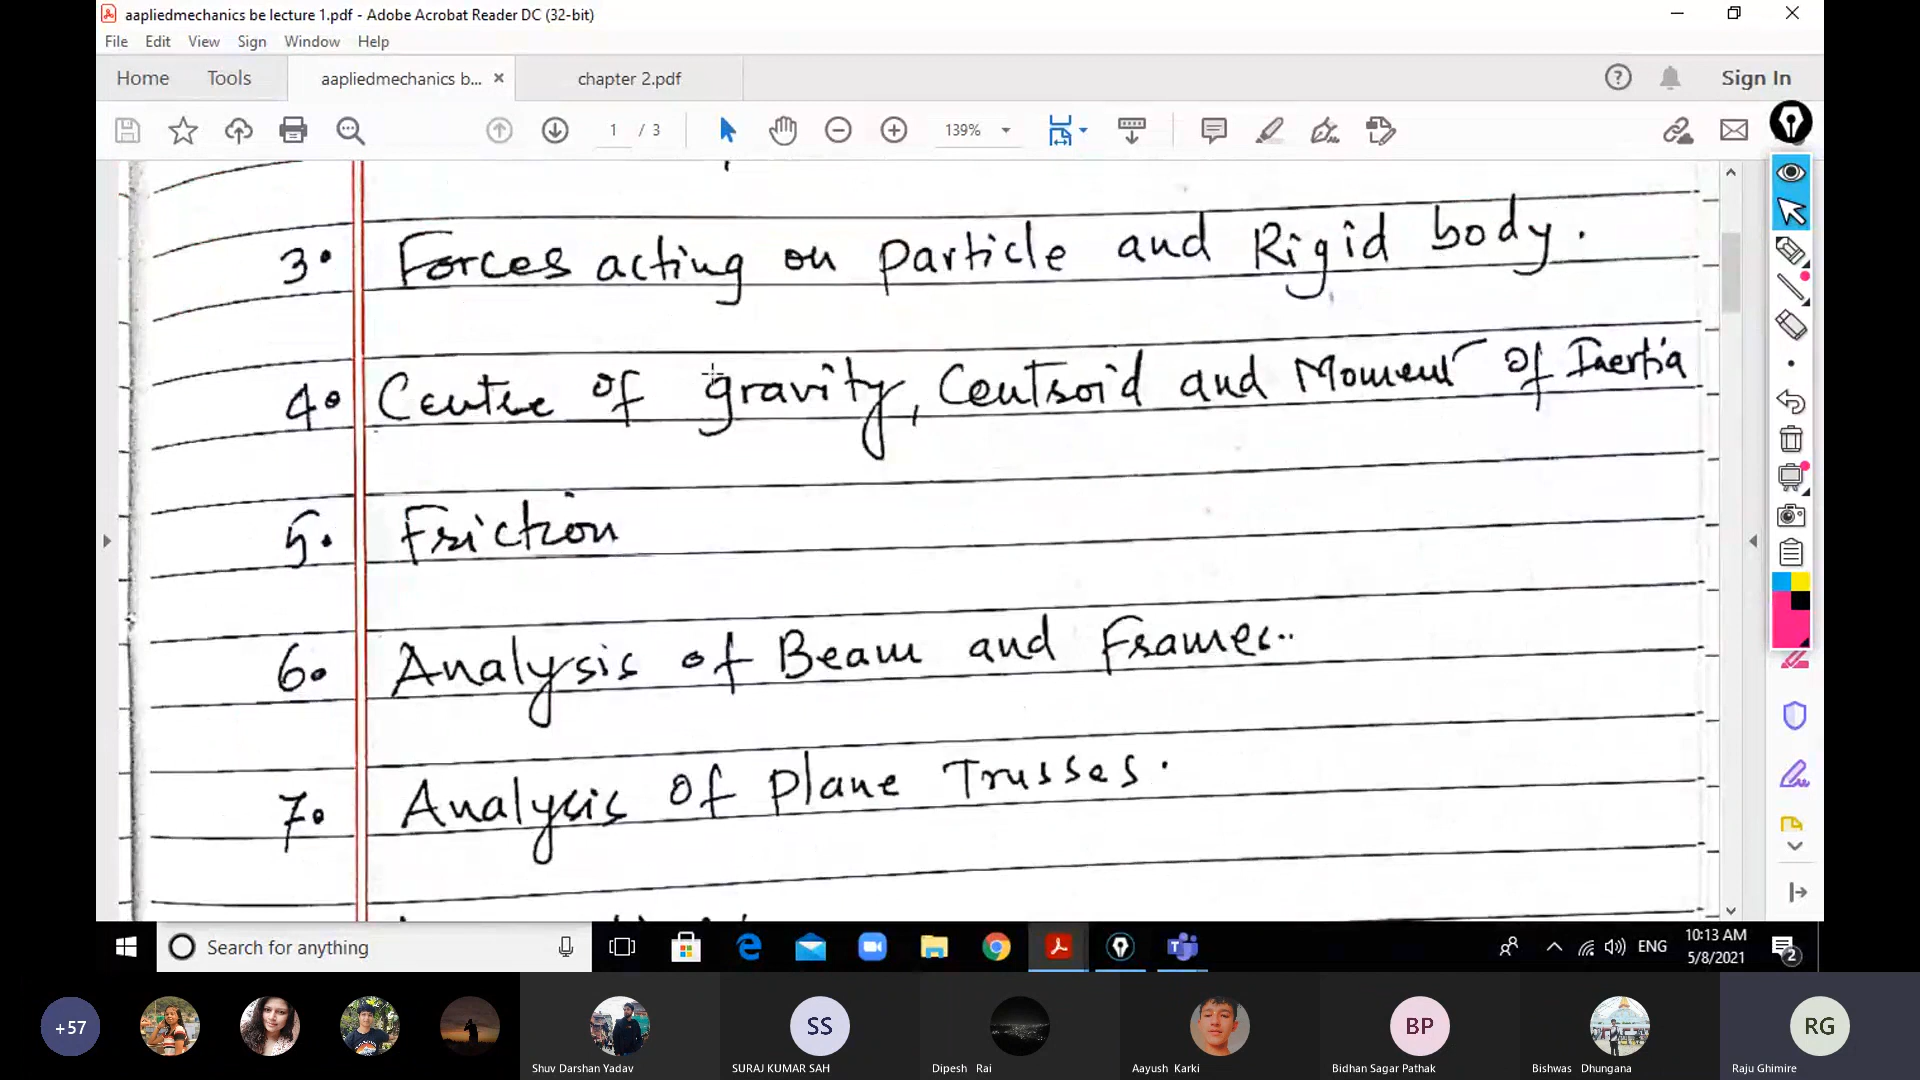 aapliedmechanics be lecture 1.pdf - Adobe Acrobat Reader DC (32-bit)
File Edit View Sign Window Help
Home Tools aapliedmechanics b... × chapter 2.pdf Sign In
1 / 3 139%
3. Forces acting on particle and Rigid body.
4. Centre of gravity, Centroid and Moment of Inertia
5. Friction
6. Analysis of Beam and Frames..
7. Analysis of plane Trusses.
Search for anything
ENG 10:13 AM
5/8/2021 2
+57 SS BP RG
Shuv Darshan Yadav SURAJ KUMAR SAH Dipesh Rai Aayush Karki Bidhan Sagar Pathak Bishwas Dhungana Raju Ghimire